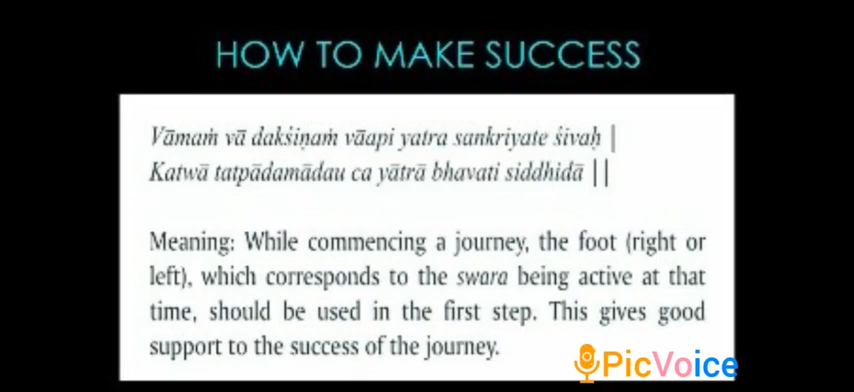 HOW TO MAKE SUCCESS
Vāmaṁ vā dakśiṇaṁ vāapi yatra sankriyate śivaḥ |
Katwā tatpādamādau ca yātrā bhavati siddhidā ||
Meaning: While commencing a journey, the foot (right or
left), which corresponds to the swara being active at that
time, should be used in the first step. This gives good
support to the success of the journey.
PicVoice